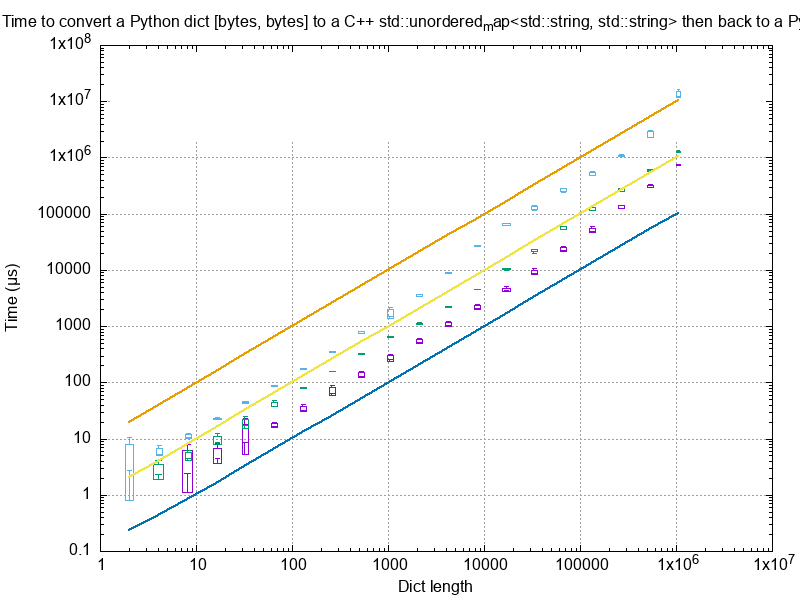 Time to convert a Python dict [bytes, bytes] to a C++ std::unordered_map<std::string, std::string> then back to a Py
1x10^8
1x10^7
1x10^6
100000
10000
1000
100
10
1
0.1
Time (µs)
1 10 100 1000 10000 100000 1x10^6 1x10^7
Dict length